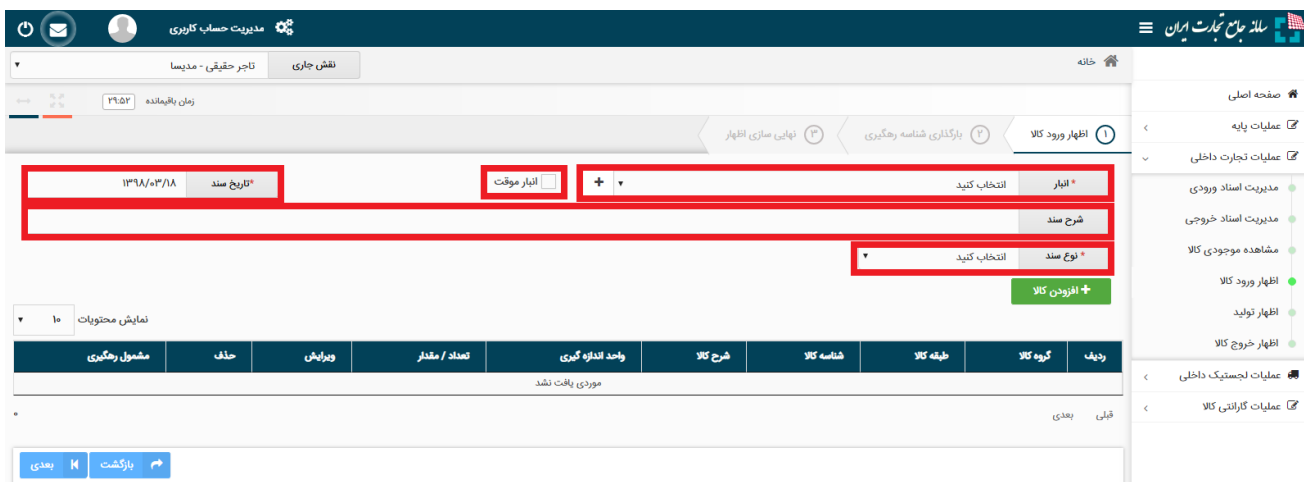 سامانه جامع تجارت ایران
مدیریت حساب کاربری
خانه
نقش جاری
تاجر حقیقی - مدیسا
صفحه اصلی
عملیات پایه
عملیات تجارت داخلی
مدیریت اسناد ورودی
مدیریت اسناد خروجی
مشاهده موجودی کالا
اظهار ورود کالا
اظهار تولید
اظهار خروج کالا
عملیات لجستیک داخلی
عملیات گارانتی کالا
زمان باقیمانده ۲۹:۵۲
۱ اظهار ورود کالا
۲ بارگذاری شناسه رهگیری
۳ نهایی سازی اظهار
* انبار انتخاب کنید +
انبار موقت
*تاریخ سند ۱۳۹۸/۰۳/۱۸
شرح سند
* نوع سند انتخاب کنید
+ افزودن کالا
نمایش محتویات ۱۰
ردیف گروه کالا طبقه کالا شناسه کالا شرح کالا واحد اندازه گیری تعداد / مقدار ویرایش حذف مشمول رهگیری
موردی یافت نشد
قبلی بعدی
۰
بازگشت
بعدی